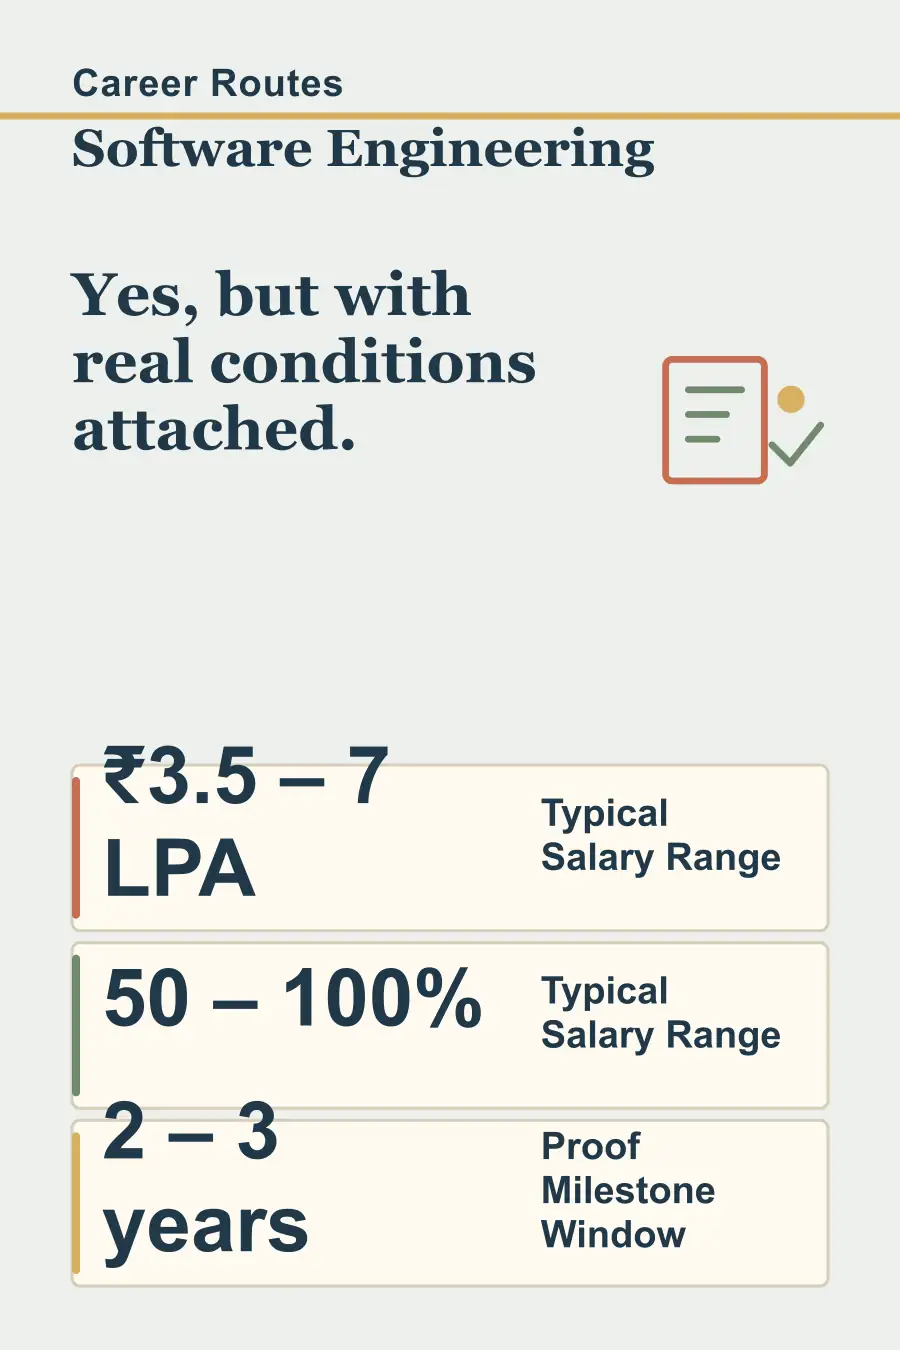 Career Routes
Software Engineering
Yes, but with
real conditions
attached.
₹3.5 – 7
LPA
Typical
Salary Range
50 – 100%
Typical
Salary Range
2 – 3
years
Proof
Milestone
Window